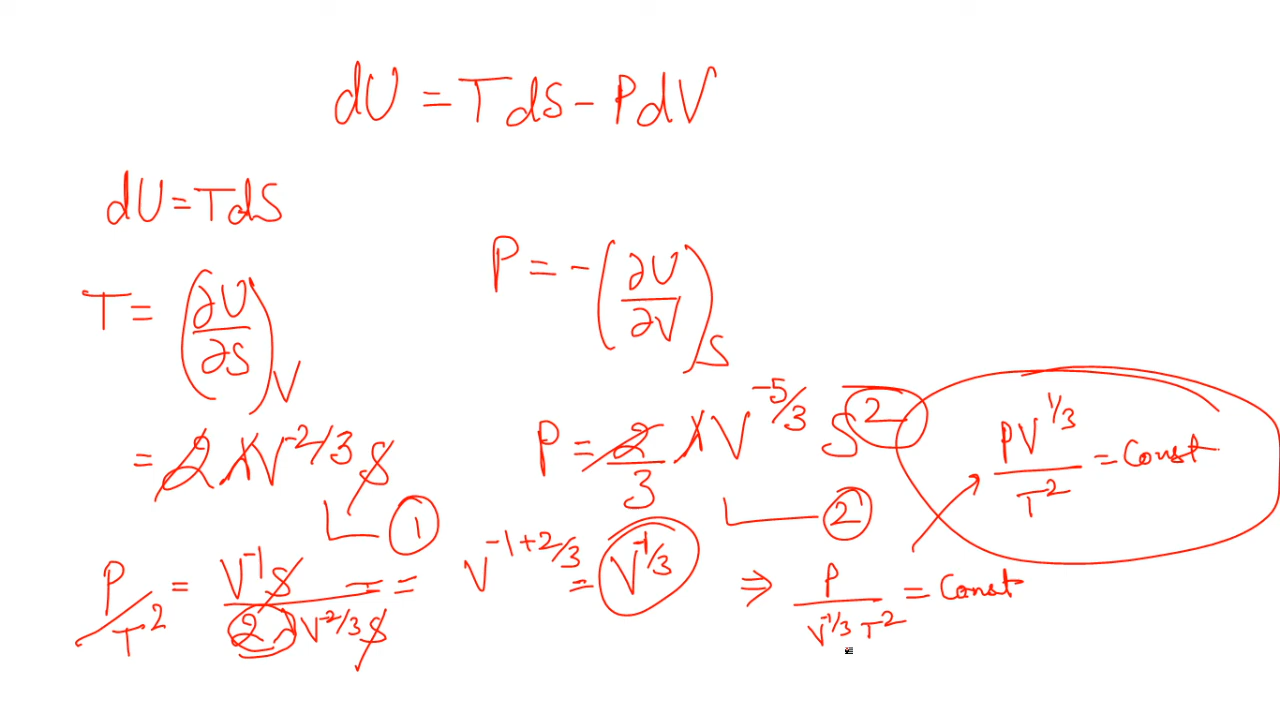 dU = TdS - PdV
dU = TdS
T = (∂U/∂S)_V
P = -(∂U/∂V)_S
= 2 λ V^{-2/3} S
①
P = 2/3 λ V^{-5/3} S^2
②
PV^{1/3}/T^2 = Const
P/T^2 = V^{-1} S / 2 λ V^{-2/3} S = = V^{-1+2/3} = V^{-1/3} ⇒ P/V^{-1/3} T^2 = Const